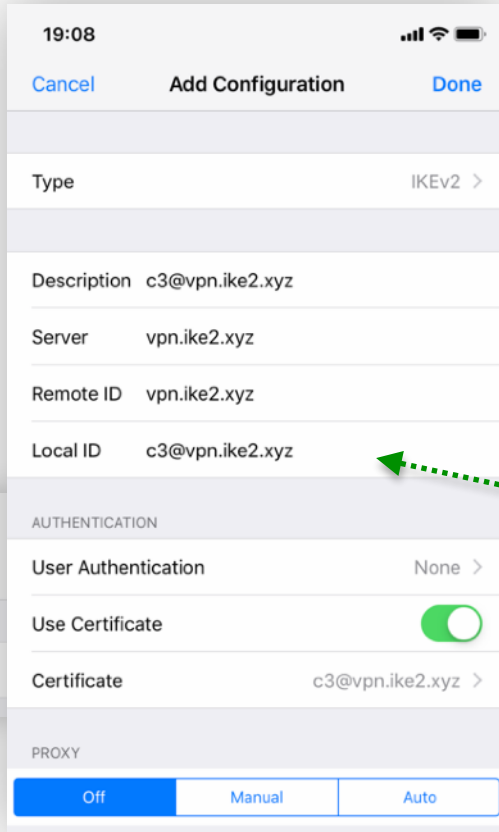 19:08
Cancel Add Configuration Done
Type IKEv2 >
Description c3@vpn.ike2.xyz
Server vpn.ike2.xyz
Remote ID vpn.ike2.xyz
Local ID c3@vpn.ike2.xyz
AUTHENTICATION
User Authentication None >
Use Certificate
Certificate c3@vpn.ike2.xyz >
PROXY
Off Manual Auto